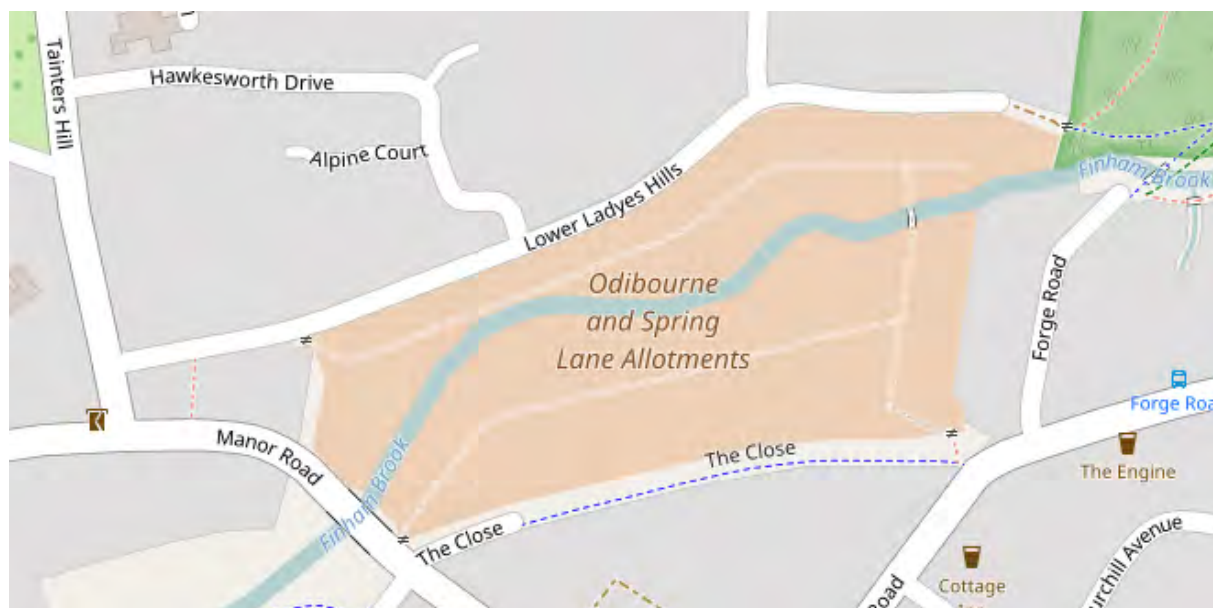 Tainters Hill
Hawkesworth Drive
Alpine Court
Lower Ladyes Hills
Finham Brook
Odibourne
and Spring
Lane Allotments
Forge Road
Forge Roa
Manor Road
The Close
The Engine
Finham Brook
The Close
Road
Cottage
urchill Avenue